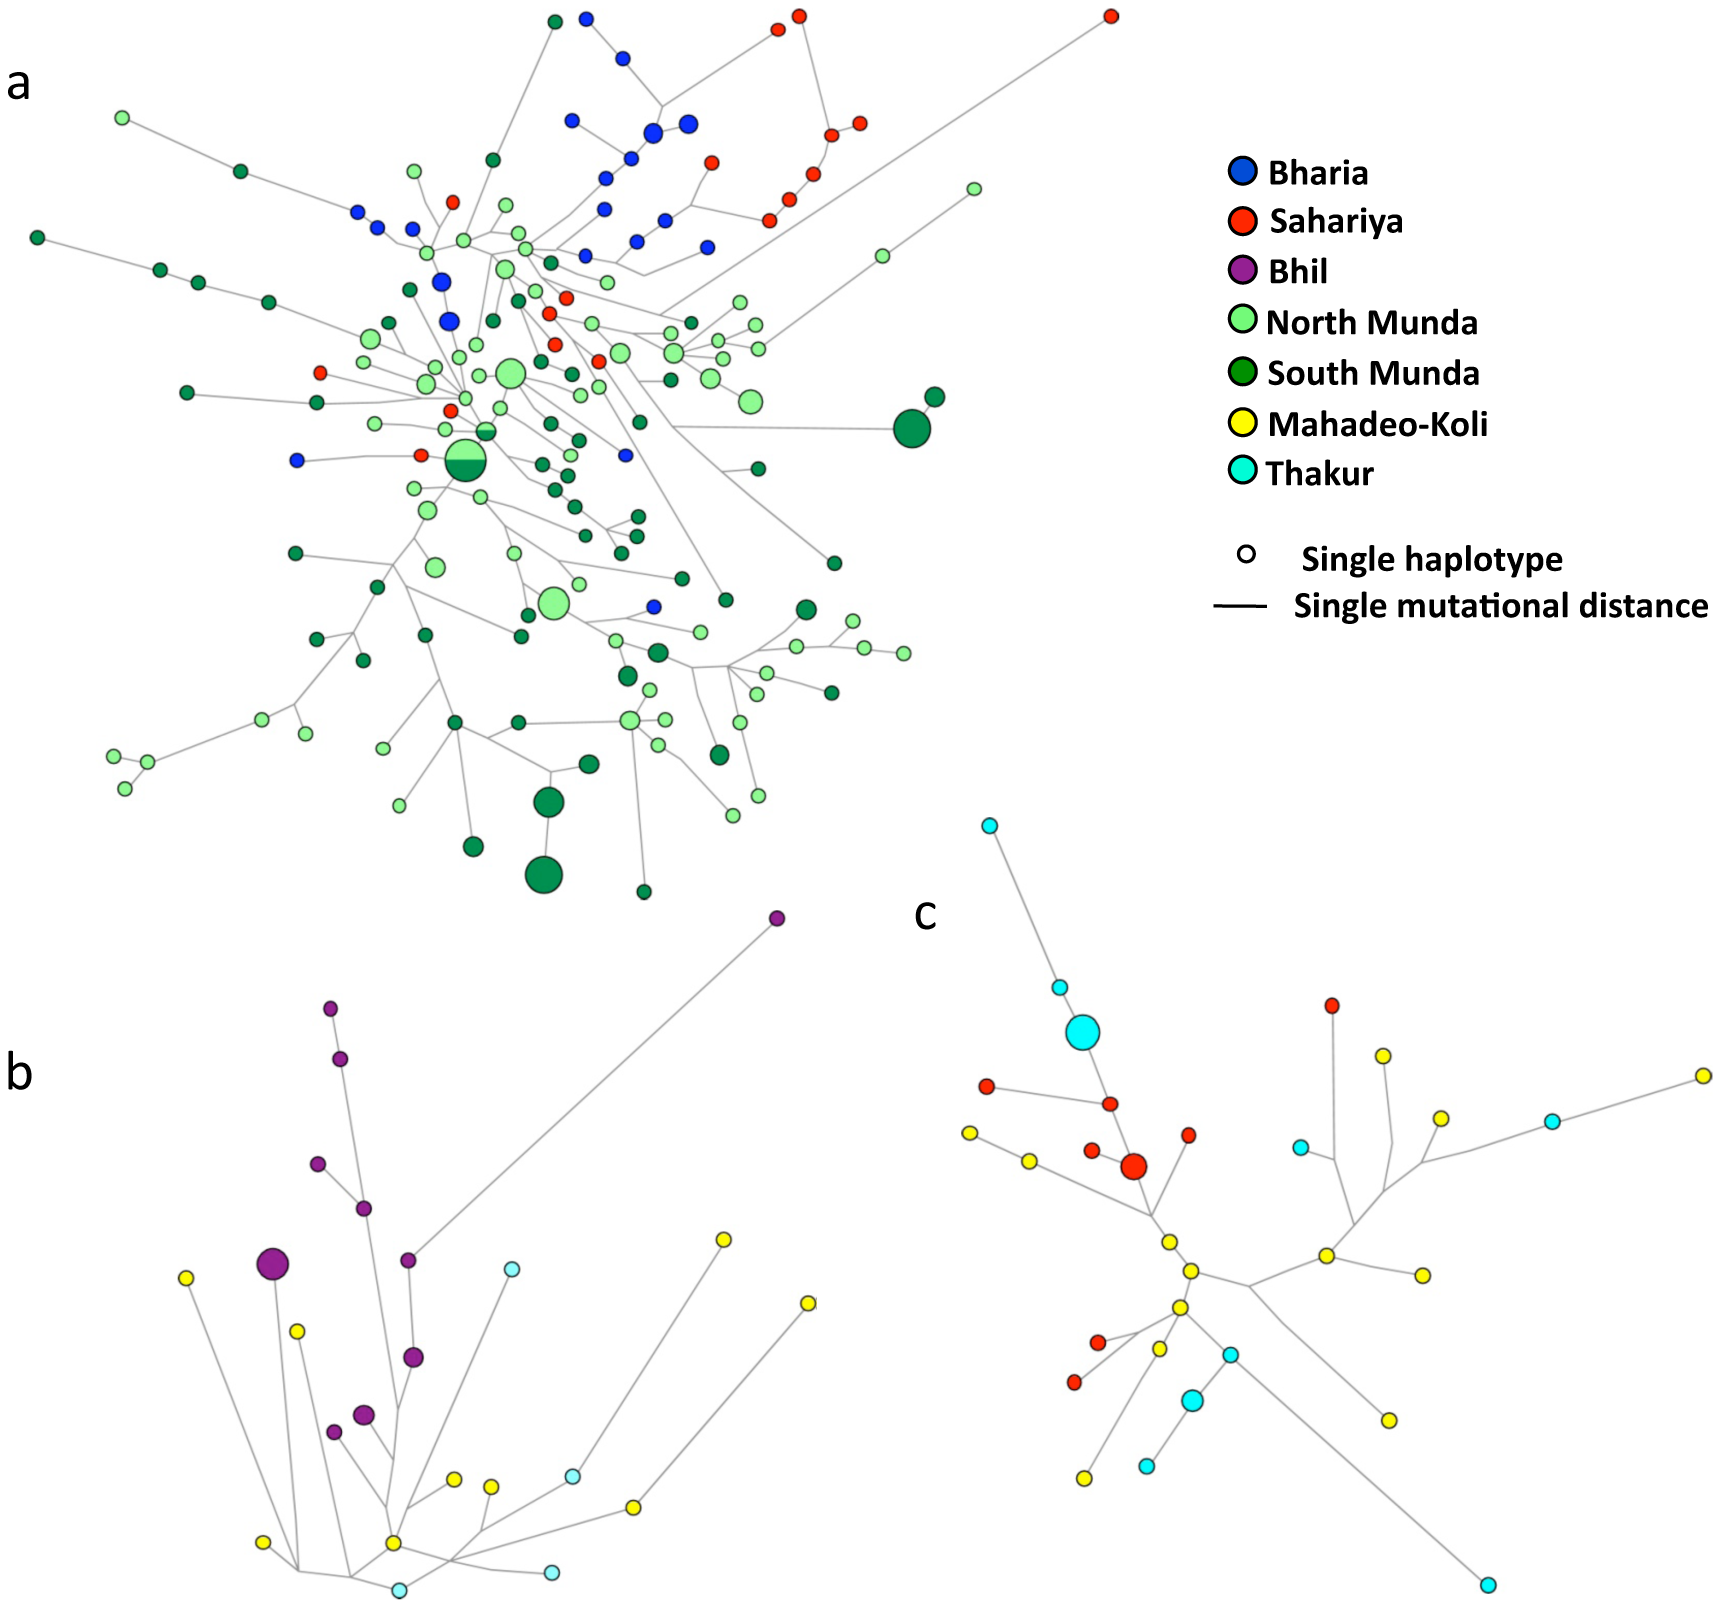 a
Bharia
Sahariya
Bhil
North Munda
South Munda
Mahadeo-Koli
Thakur
Single haplotype
Single mutational distance
c
b